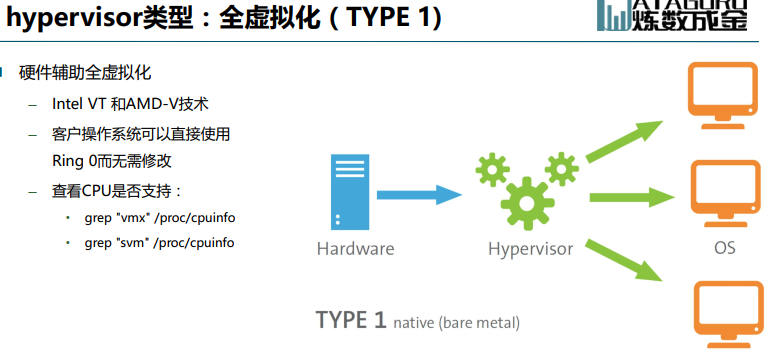 hypervisor类型：全虚拟化（TYPE 1)
ATAGURU
炼数成金
硬件辅助全虚拟化
– Intel VT 和AMD-V技术
– 客户操作系统可以直接使用
Ring 0而无需修改
– 查看CPU是否支持：
• grep "vmx" /proc/cpuinfo
• grep "svm" /proc/cpuinfo
Hardware
Hypervisor
OS
TYPE 1 native (bare metal)